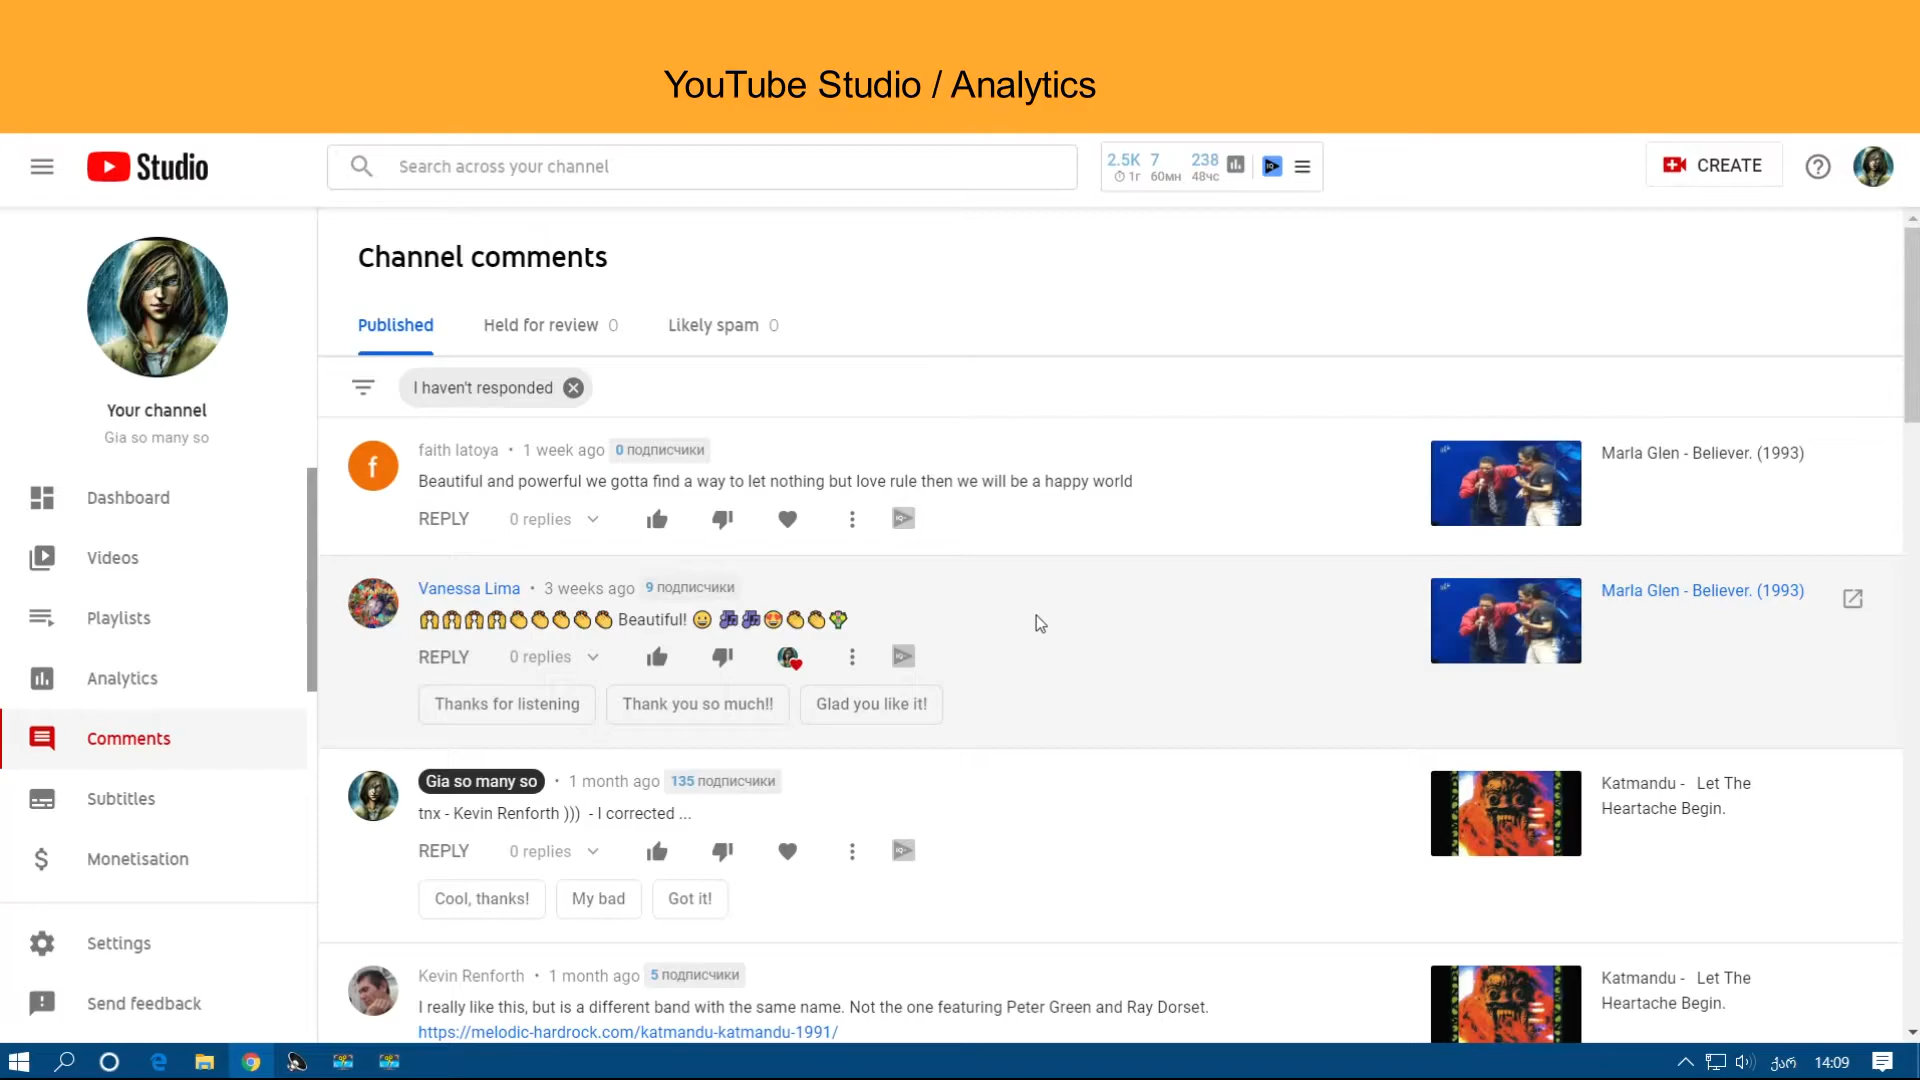 YouTube Studio / Analytics
Studio
Search across your channel
2.5K 7 238
1г 60мн 48чс
CREATE
Your channel
Gia so many so
Dashboard
Videos
Playlists
Analytics
Comments
Subtitles
Monetisation
Settings
Send feedback
Channel comments
Published Held for review 0 Likely spam 0
I haven't responded
f
faith latoya • 1 week ago 0 подписчики
Beautiful and powerful we gotta find a way to let nothing but love rule then we will be a happy world
REPLY 0 replies
Marla Glen - Believer. (1993)
Vanessa Lima • 3 weeks ago 9 подписчики
Beautiful!
REPLY 0 replies
Thanks for listening Thank you so much!! Glad you like it!
Marla Glen - Believer. (1993)
Gia so many so • 1 month ago 135 подписчики
tnx - Kevin Renforth ))) - I corrected ...
REPLY 0 replies
Cool, thanks! My bad Got it!
Katmandu - Let The
Heartache Begin.
Kevin Renforth • 1 month ago 5 подписчики
I really like this, but is a different band with the same name. Not the one featuring Peter Green and Ray Dorset.
https://melodic-hardrock.com/katmandu-katmandu-1991/
Katmandu - Let The
Heartache Begin.
ქარ 14:09